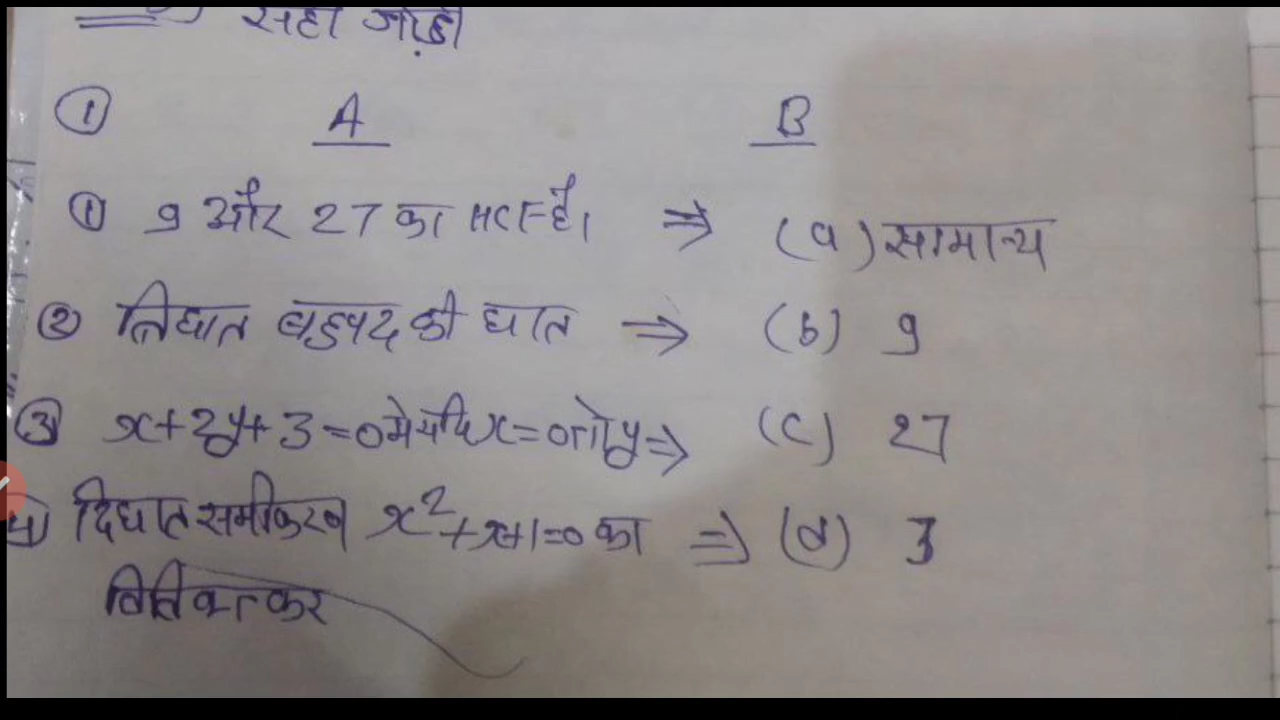 सही जोड़ी
① A B
① 9 और 27 का म०स० है। ⇒ (a) सामान्य
② त्रिघात बहुपद की घात ⇒ (b) 9
③ x+2y+3=0 मे यदि x=0 तो y ⇒ (c) 27
4) द्विघात समीकरण x²+x+1=0 का ⇒ (d) 3
विविक्तकर